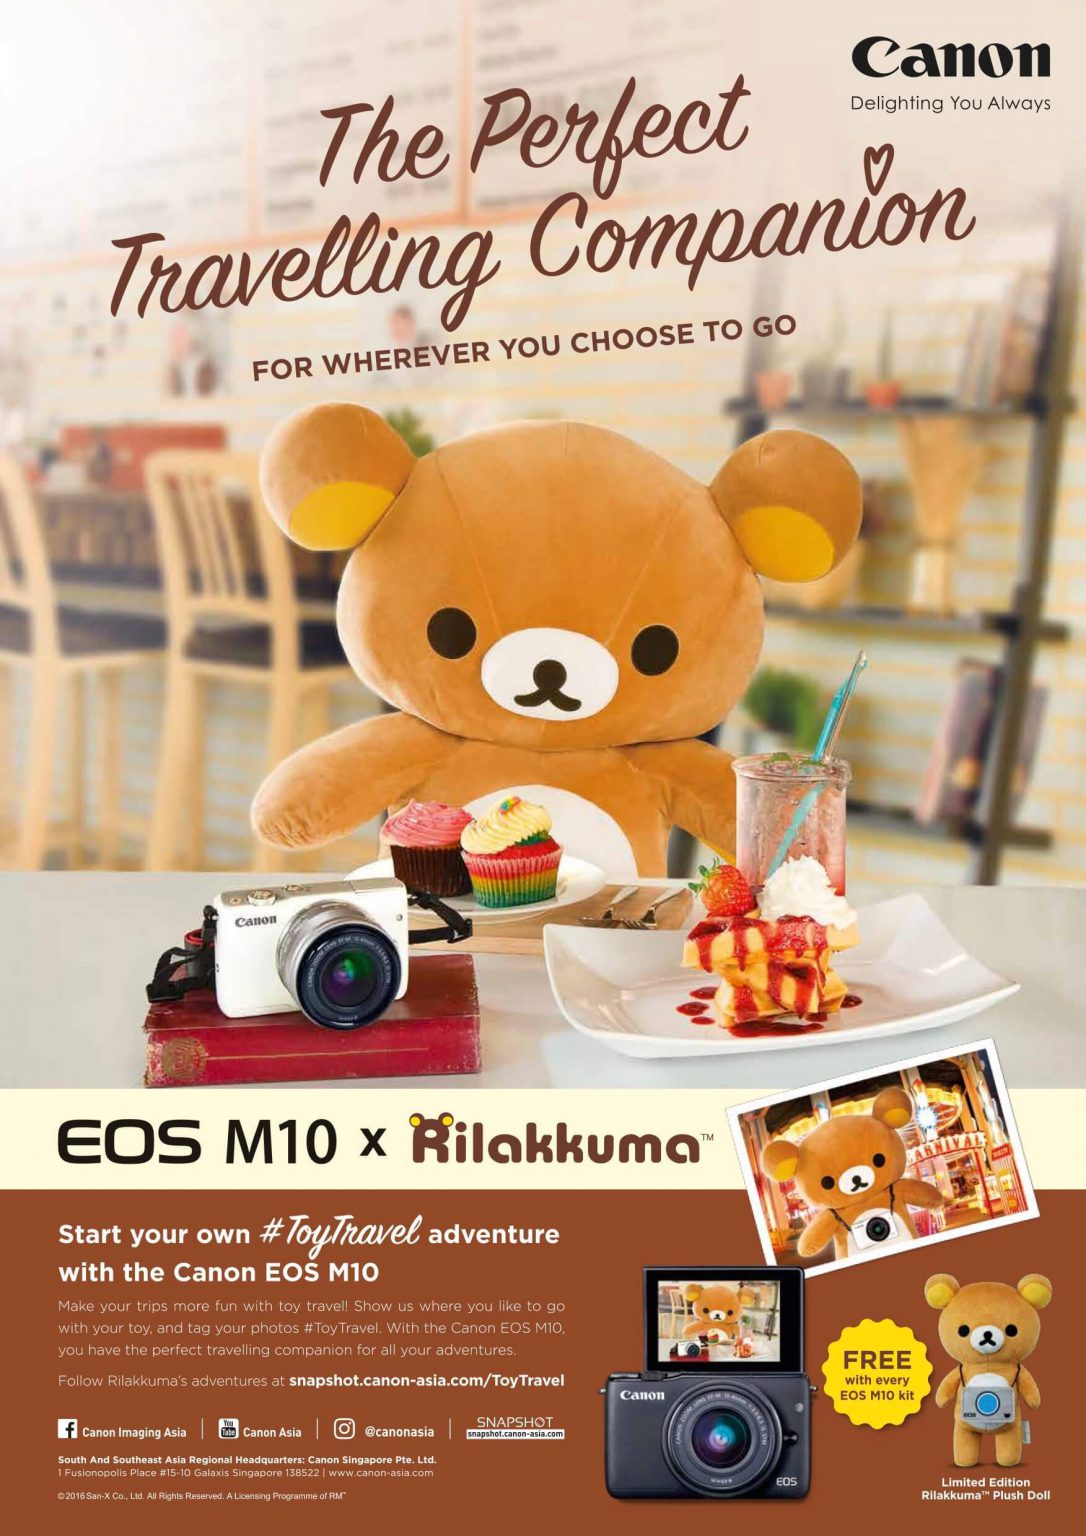 Canon
Delighting You Always
The Perfect
Travelling Companion
FOR WHEREVER YOU CHOOSE TO GO
Canon
EOS M10 x Rilakkuma™
Start your own #ToyTravel adventure
with the Canon EOS M10
Make your trips more fun with toy travel! Show us where you like to go
with your toy, and tag your photos #ToyTravel. With the Canon EOS M10,
you have the perfect travelling companion for all your adventures.
Follow Rilakkuma's adventures at snapshot.canon-asia.com/ToyTravel
Canon Imaging Asia | You Tube Canon Asia | @canonasia | SNAPSHOT
snapshot.canon-asia.com
South And Southeast Asia Regional Headquarters: Canon Singapore Pte. Ltd.
1 Fusionopolis Place #15-10 Galaxis Singapore 138522 | www.canon-asia.com
©2016 San-X Co., Ltd. All Rights Reserved. A Licensing Programme of RM™
Canon
EOS
FREE
with every
EOS M10 kit
EOS
Limited Edition
Rilakkuma™ Plush Doll